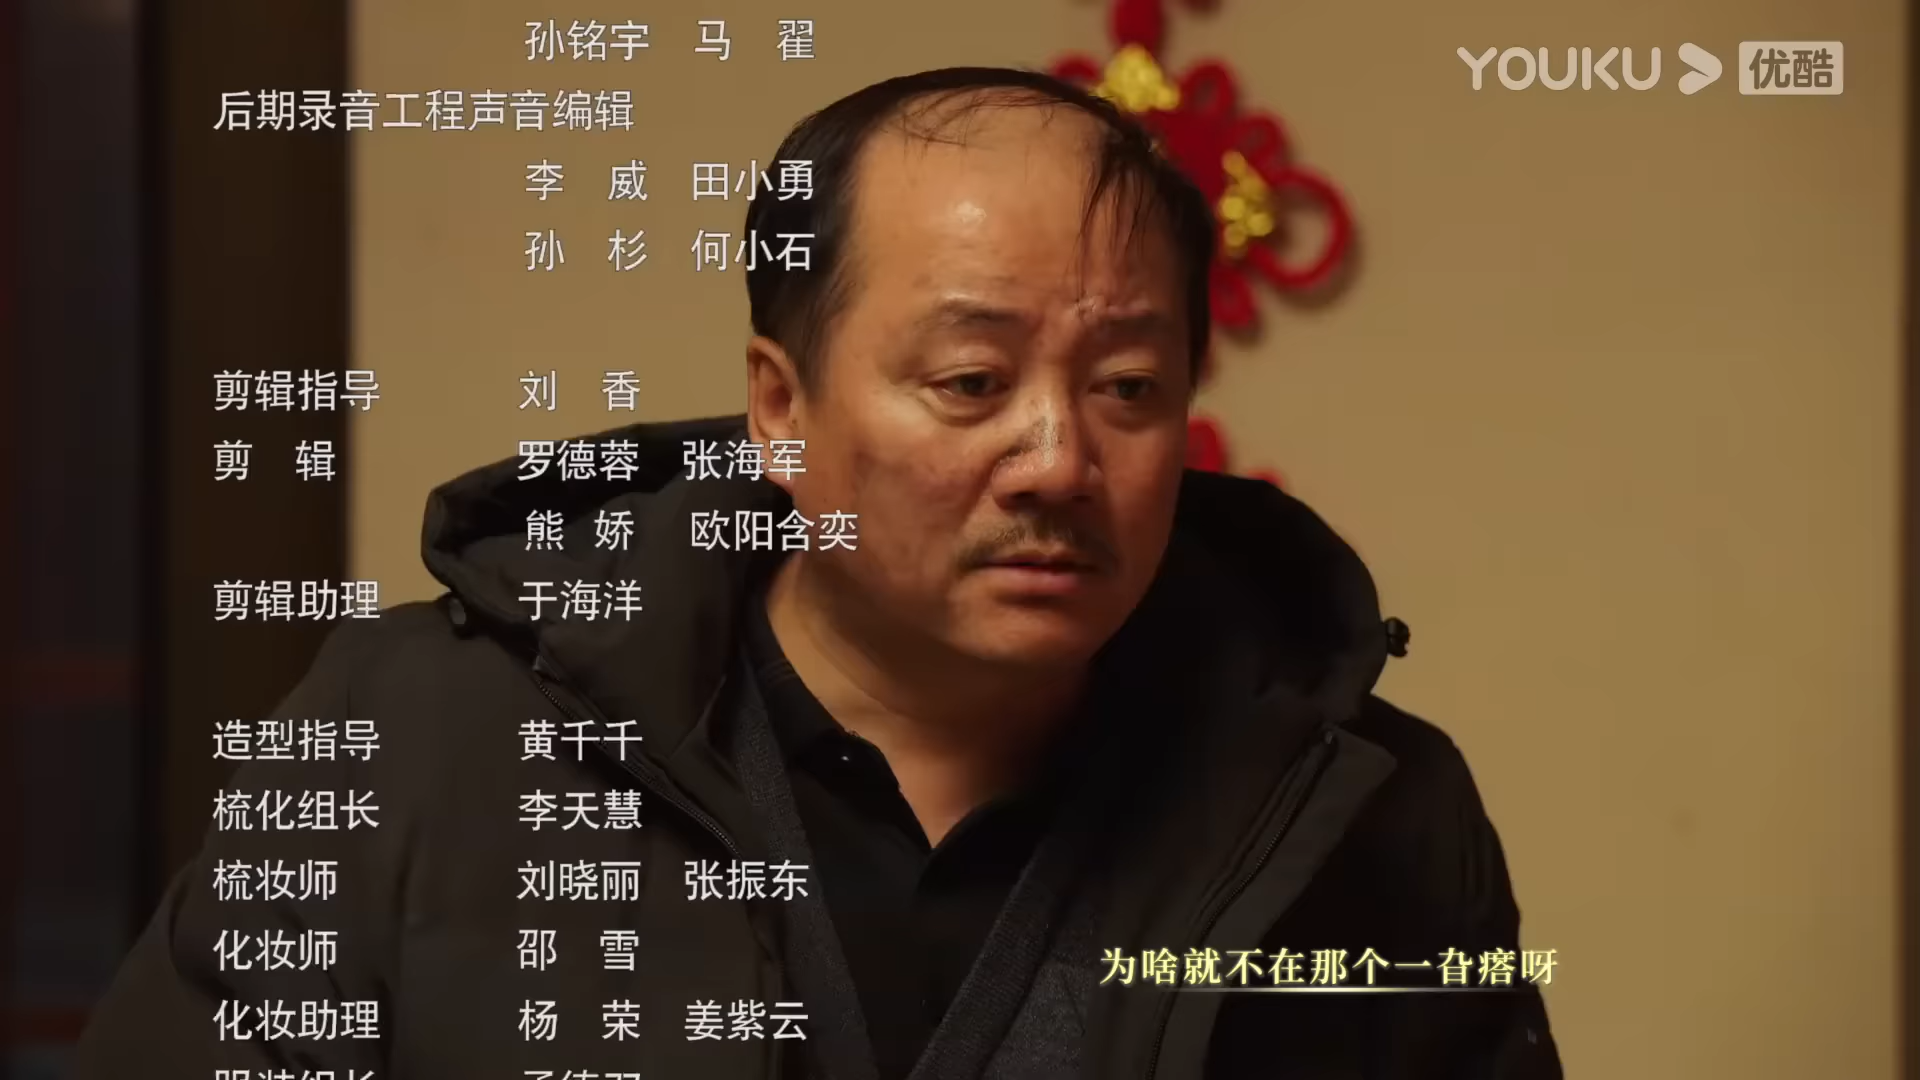 孙铭宇 马 翟
YOUKU 优酷
后期录音工程声音编辑
李 威 田小勇
孙 杉 何小石
剪辑指导 刘 香
剪 辑 罗德蓉 张海军
熊 娇 欧阳含奕
剪辑助理 于海洋
造型指导 黄千千
梳化组长 李天慧
梳妆师 刘晓丽 张振东
化妆师 邵 雪
为啥就不在那个一旮瘩呀
化妆助理 杨 荣 姜紫云